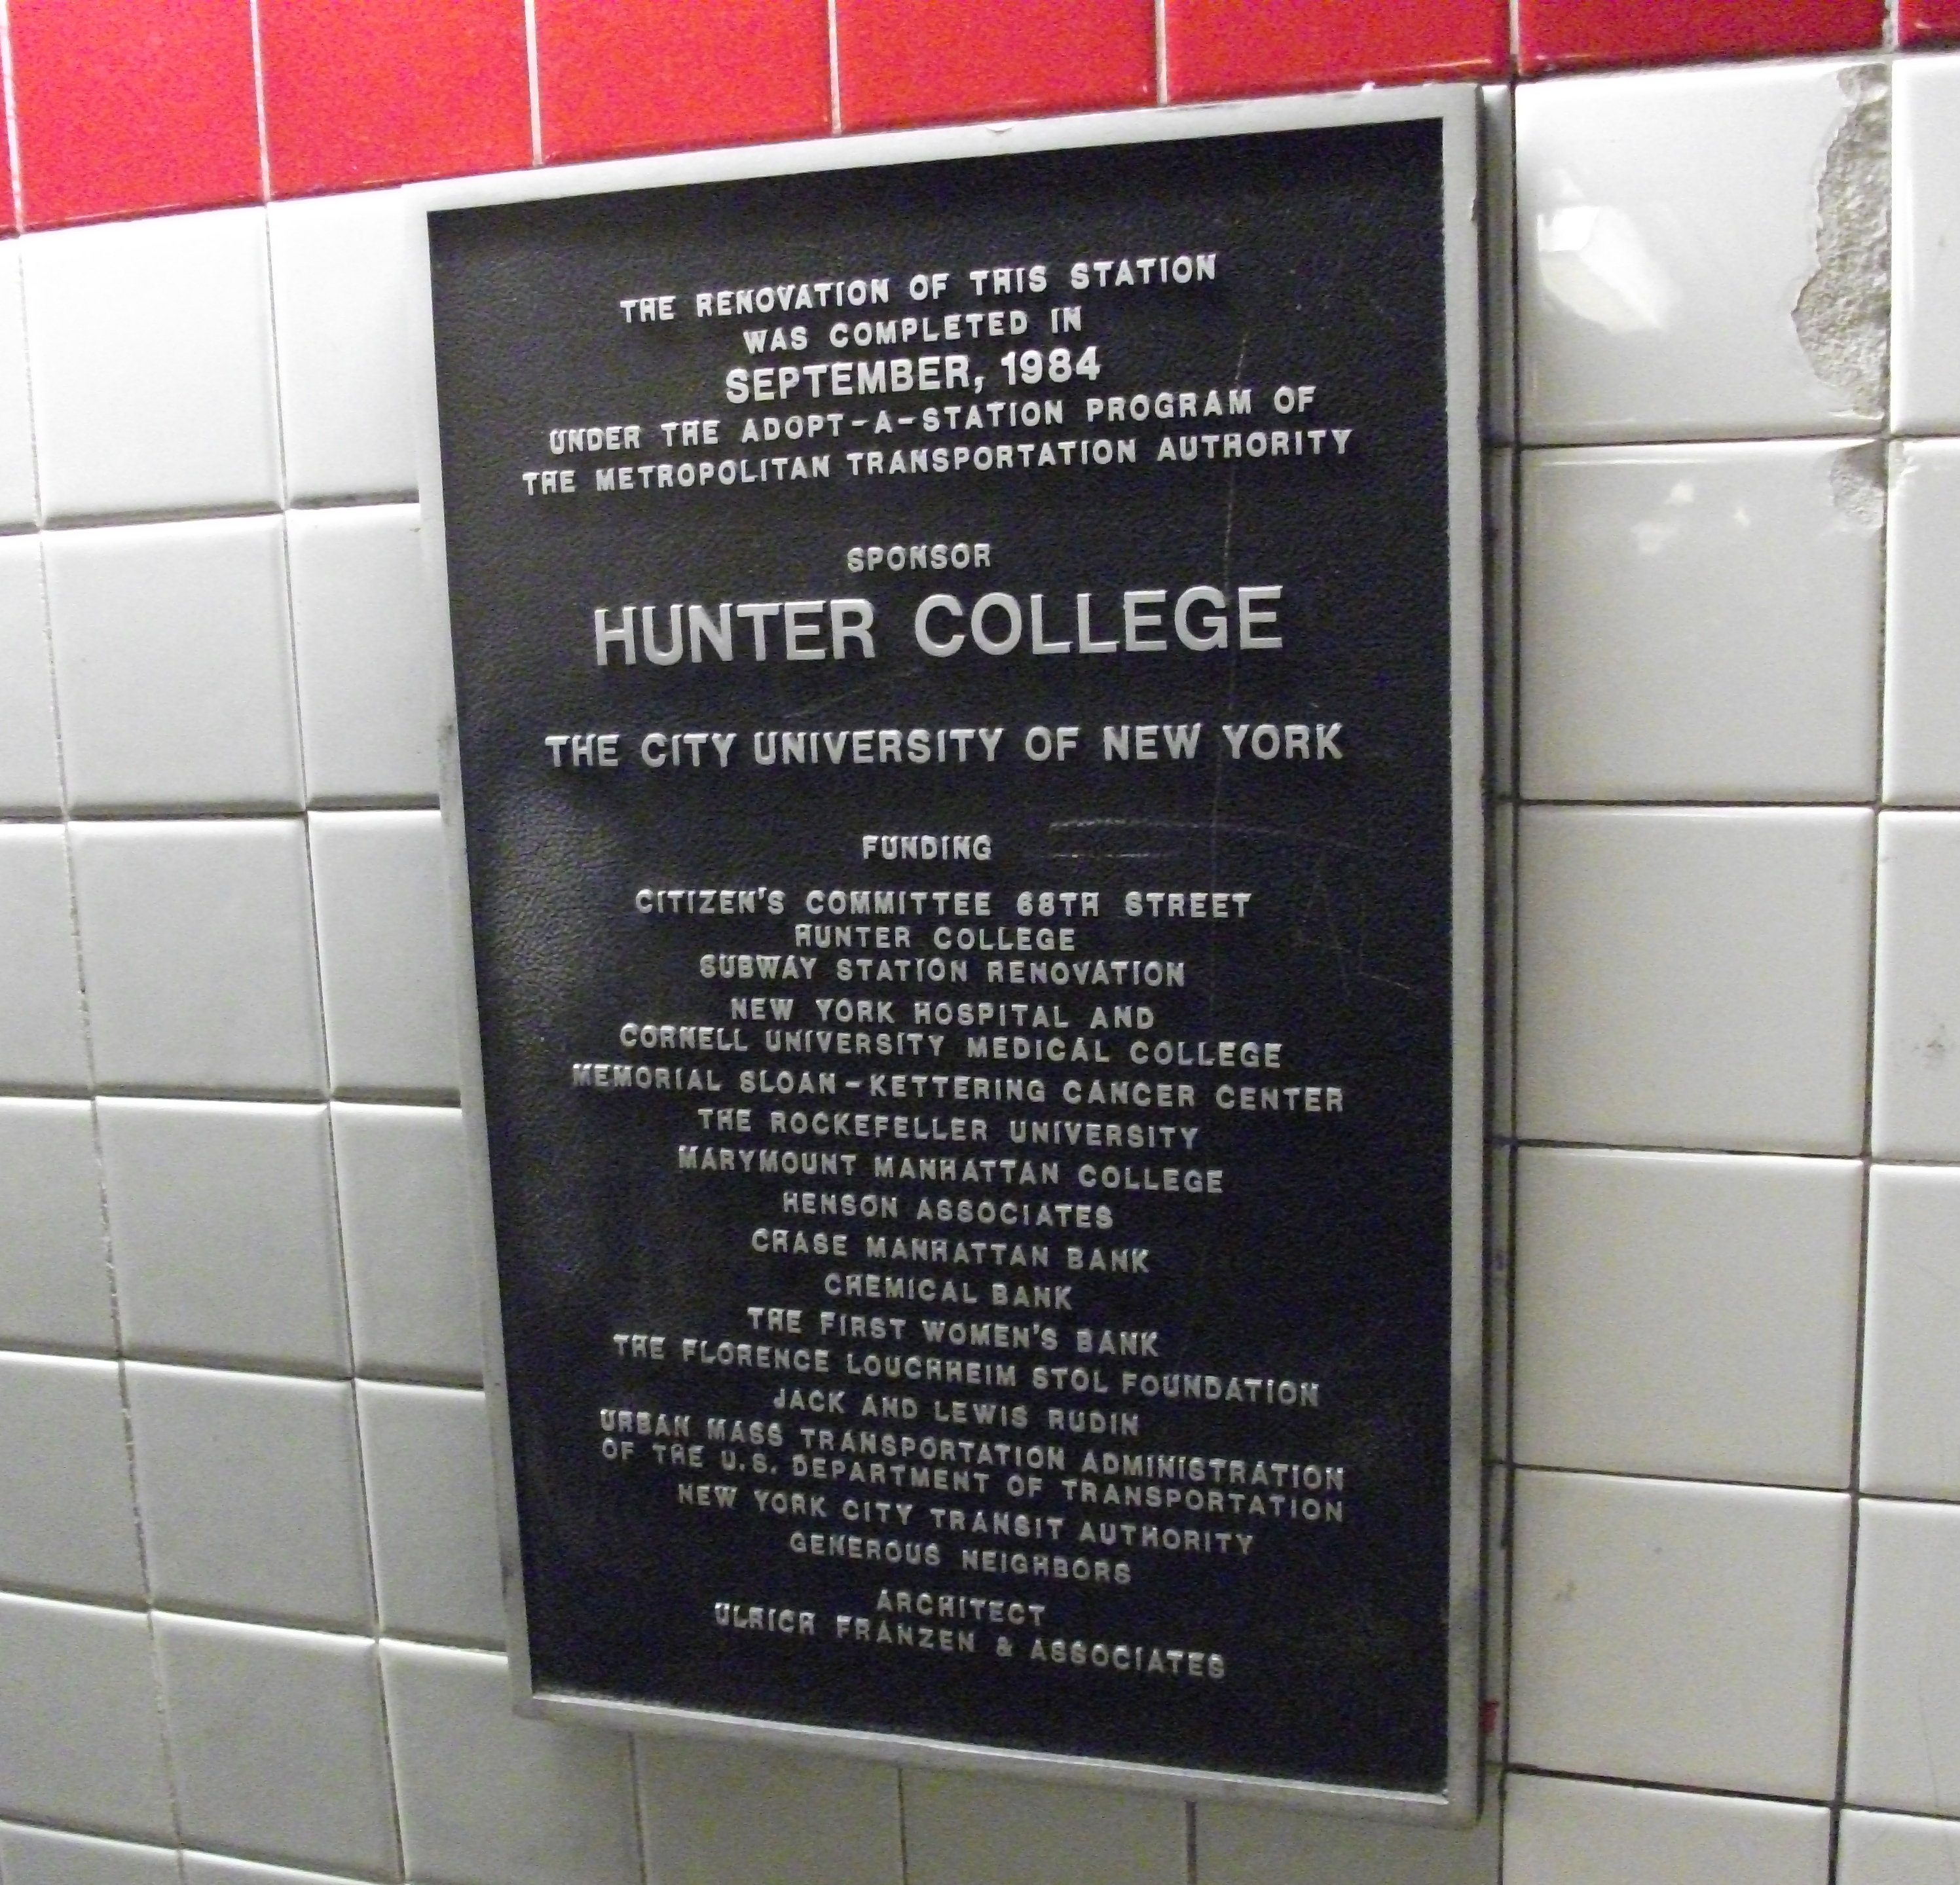 THE RENOVATION OF THIS STATION
WAS COMPLETED IN
SEPTEMBER, 1984
UNDER THE ADOPT-A-STATION PROGRAM OF
THE METROPOLITAN TRANSPORTATION AUTHORITY
SPONSOR
HUNTER COLLEGE
THE CITY UNIVERSITY OF NEW YORK
FUNDING
CITIZEN'S COMMITTEE 68TH STREET
HUNTER COLLEGE
SUBWAY STATION RENOVATION
NEW YORK HOSPITAL AND
CORNELL UNIVERSITY MEDICAL COLLEGE
MEMORIAL SLOAN-KETTERING CANCER CENTER
THE ROCKEFELLER UNIVERSITY
MARYMOUNT MANHATTAN COLLEGE
HENSON ASSOCIATES
CHASE MANHATTAN BANK
CHEMICAL BANK
THE FIRST WOMEN'S BANK
THE FLORENCE LOUCHHEIM STOL FOUNDATION
JACK AND LEWIS RUDIN
URBAN MASS TRANSPORTATION ADMINISTRATION
OF THE U.S. DEPARTMENT OF TRANSPORTATION
NEW YORK CITY TRANSIT AUTHORITY
GENEROUS NEIGHBORS
ARCHITECT
ULRICH FRANZEN & ASSOCIATES